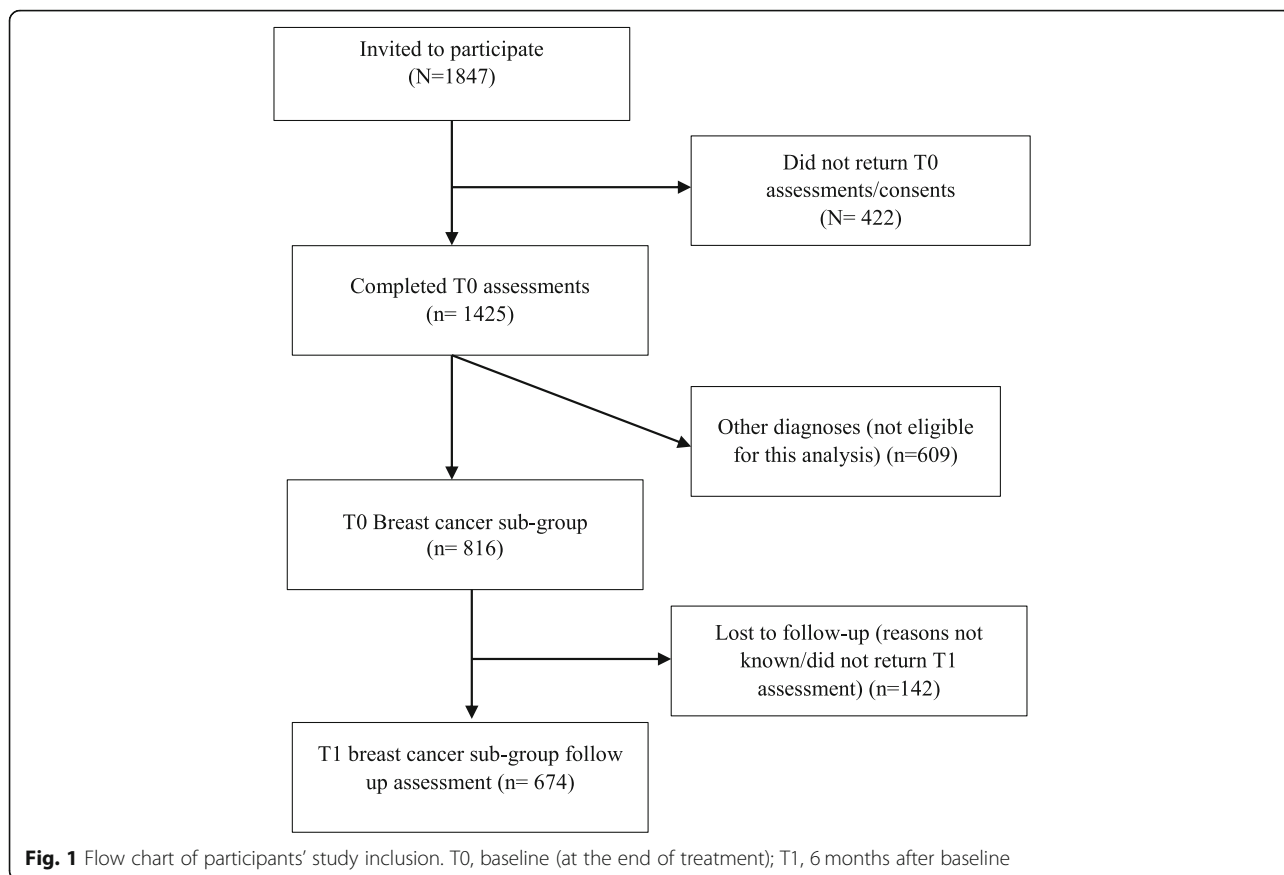 Invited to participate
(N=1847)
Did not return T0
assessments/consents
(N= 422)
Completed T0 assessments
(n= 1425)
Other diagnoses (not eligible
for this analysis) (n=609)
T0 Breast cancer sub-group
(n= 816)
Lost to follow-up (reasons not
known/did not return T1
assessment) (n=142)
T1 breast cancer sub-group follow
up assessment (n= 674)
Fig. 1 Flow chart of participants’ study inclusion. T0, baseline (at the end of treatment); T1, 6 months after baseline